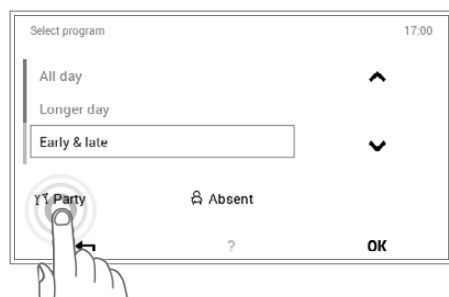 Select program 17:00
All day
Longer day
Early & late
Party Absent
? OK